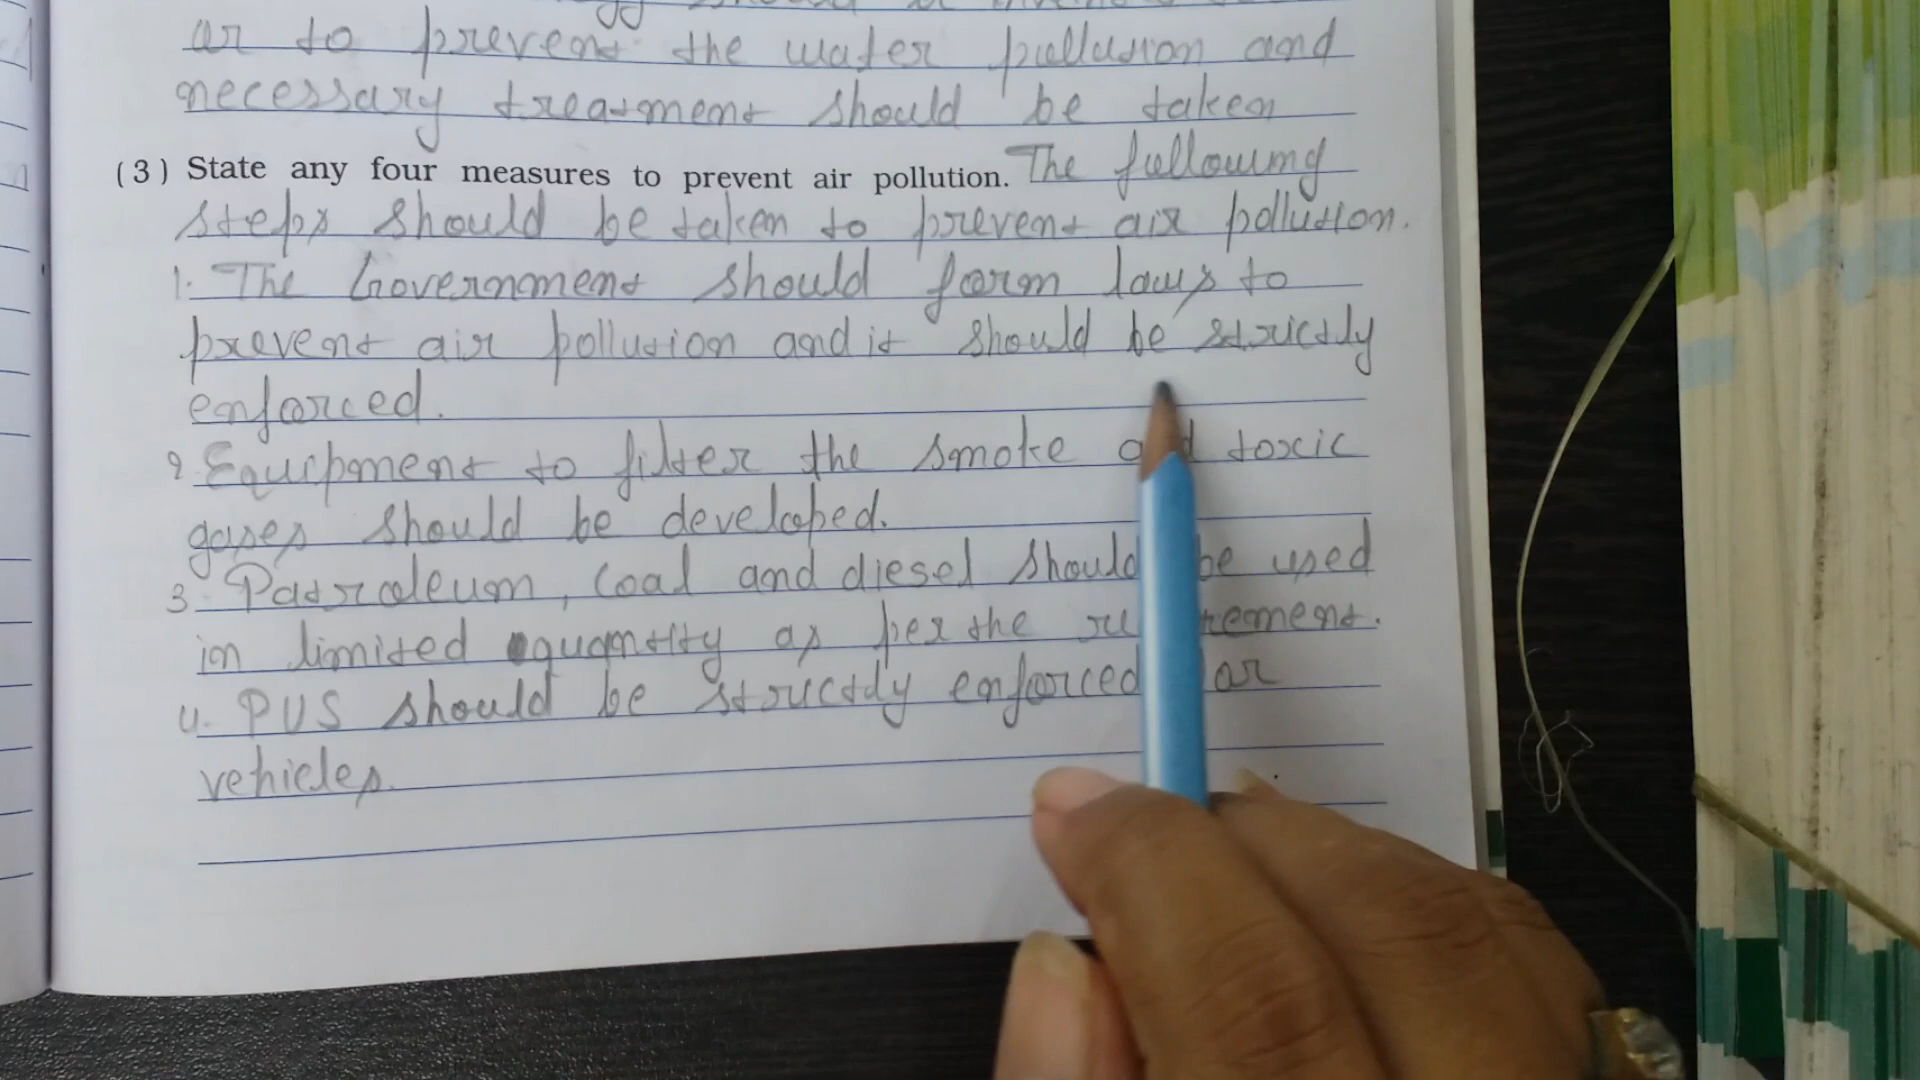 should
or to prevent the water pollution and
necessary treatment should be taken
(3) State any four measures to prevent air pollution. The following
steps should be taken to prevent air pollution.
1. The Government should form laws to
prevent air pollution and it should be strictly
enforced.
2 Equipment to filter the smoke and toxic
gases should be developed.
3. Patroleum, Coal and diesel should be used
in limited quantity as per the
4. PUS should be strictly enforced
vehicles.